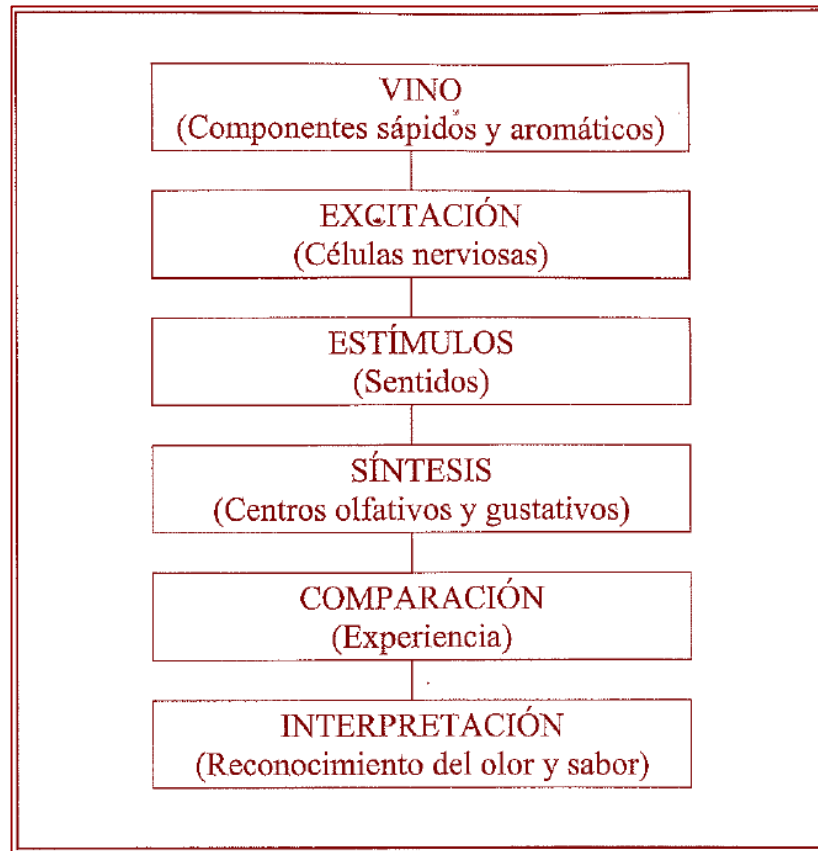 VINO
(Componentes sápidos y aromáticos)
EXCITACIÓN
(Células nerviosas)
ESTÍMULOS
(Sentidos)
SÍNTESIS
(Centros olfativos y gustativos)
COMPARACIÓN
(Experiencia)
INTERPRETACIÓN
(Reconocimiento del olor y sabor)